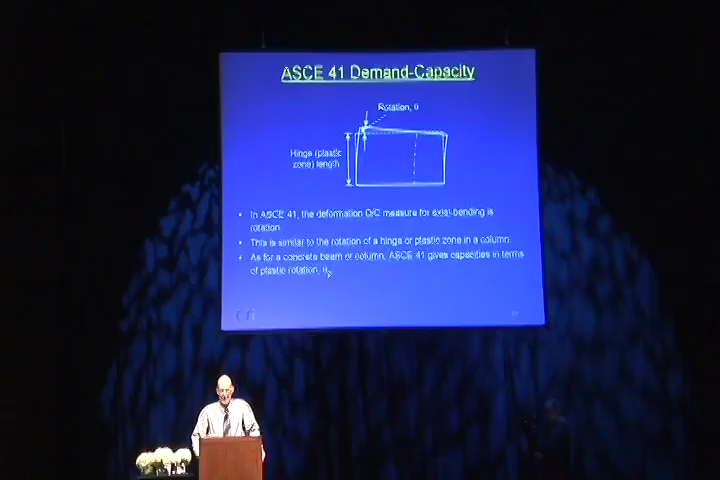 ASCE 41 Demand-Capacity
Rotation, θ
Hinge (plastic
zone) length
• In ASCE 41, the deformation D/C measure for axial-bending is
rotation
• This is similar to the rotation of a hinge or plastic zone in a column.
• As for a concrete beam or column, ASCE 41 gives capacities in terms
of plastic rotation,